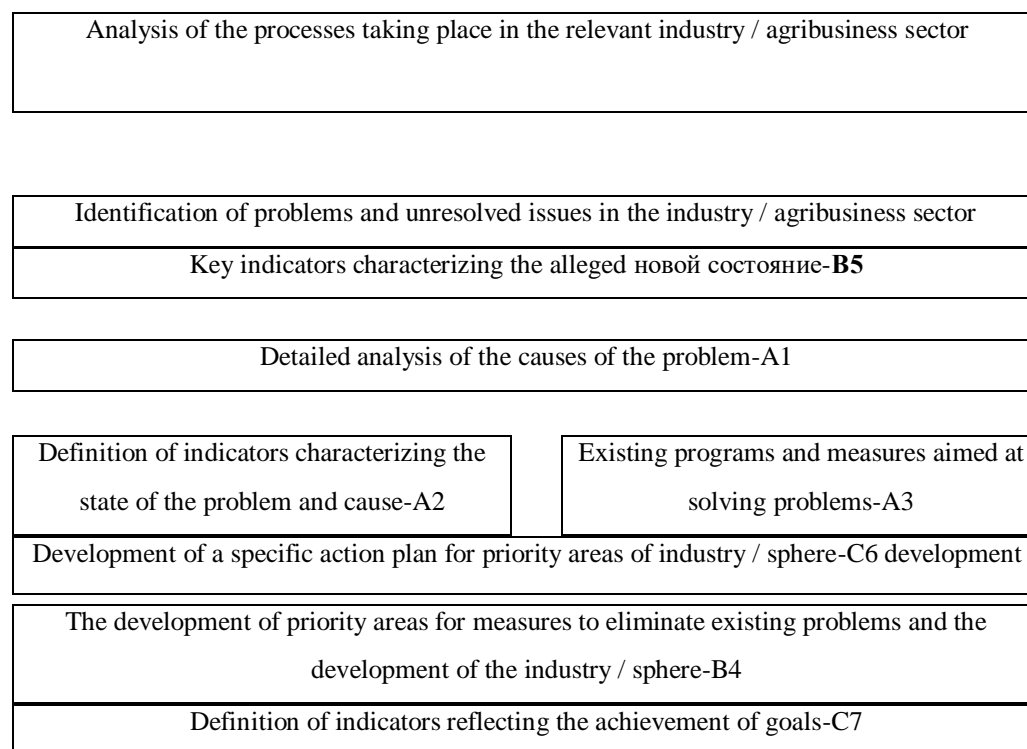 Analysis of the processes taking place in the relevant industry / agribusiness sector
Identification of problems and unresolved issues in the industry / agribusiness sector
Key indicators characterizing the alleged новой состояние-B5
Detailed analysis of the causes of the problem-A1
Definition of indicators characterizing the
state of the problem and cause-A2
Existing programs and measures aimed at
solving problems-A3
Development of a specific action plan for priority areas of industry / sphere-C6 development
The development of priority areas for measures to eliminate existing problems and the
development of the industry / sphere-B4
Definition of indicators reflecting the achievement of goals-C7